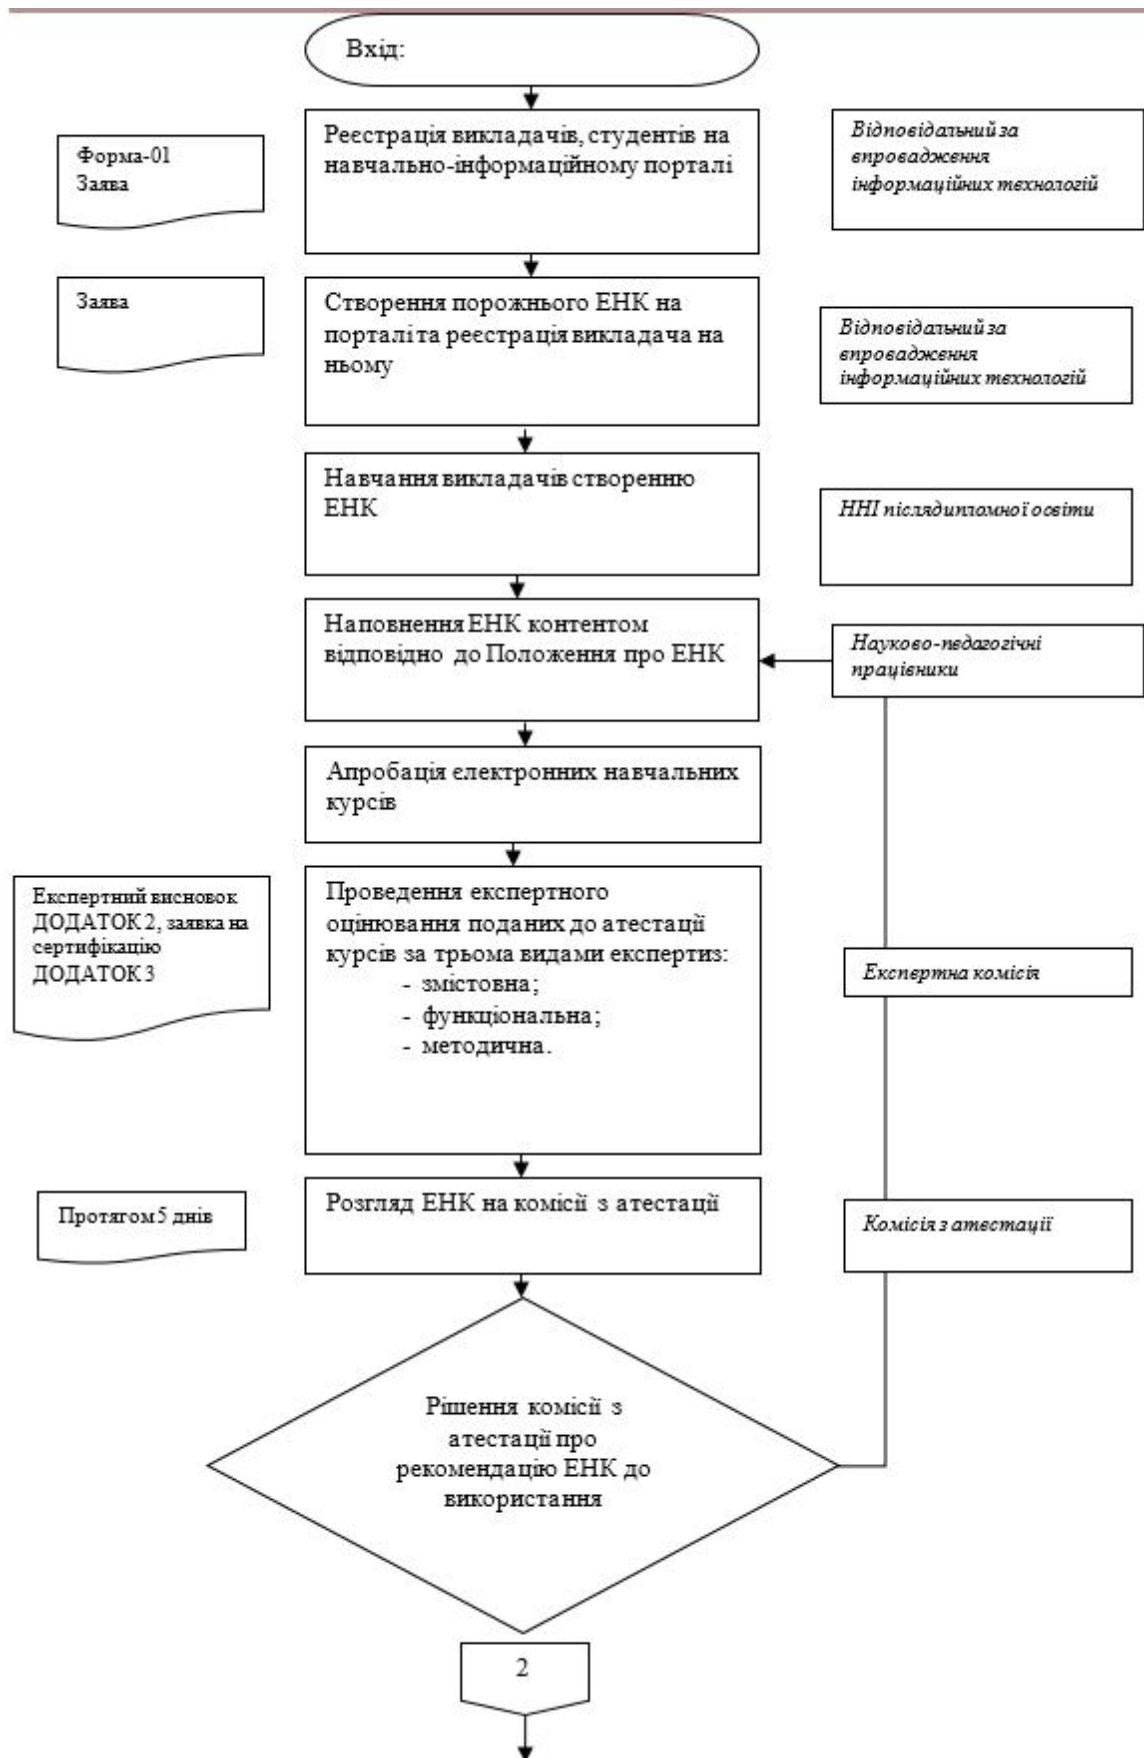 Вхід:
Форма-01
Заява
Реєстрація викладачів, студентів на
навчально-інформаційному порталі
Відповідальний за
впровадження
інформаційних технологій
Заява
Створення порожнього ЕНК на
порталі та реєстрація викладача на
ньому
Відповідальний за
впровадження
інформаційних технологій
Навчання викладачів створенню
ЕНК
ННІ післядипломної освіти
Наповнення ЕНК контентом
відповідно до Положення про ЕНК
Науково-педагогічні
працівники
Апробація електронних навчальних
курсів
Експертний висновок
ДОДАТОК 2, заявка на
сертифікацію
ДОДАТОК 3
Проведення експертного
оцінювання поданих до атестації
курсів за трьома видами експертиз:
- змістовна;
- функціональна;
- методична.
Експертна комісія
Протягом 5 днів
Розгляд ЕНК на комісії з атестації
Комісія з атестації
Рішення комісії з
атестації про
рекомендацію ЕНК до
використання
2